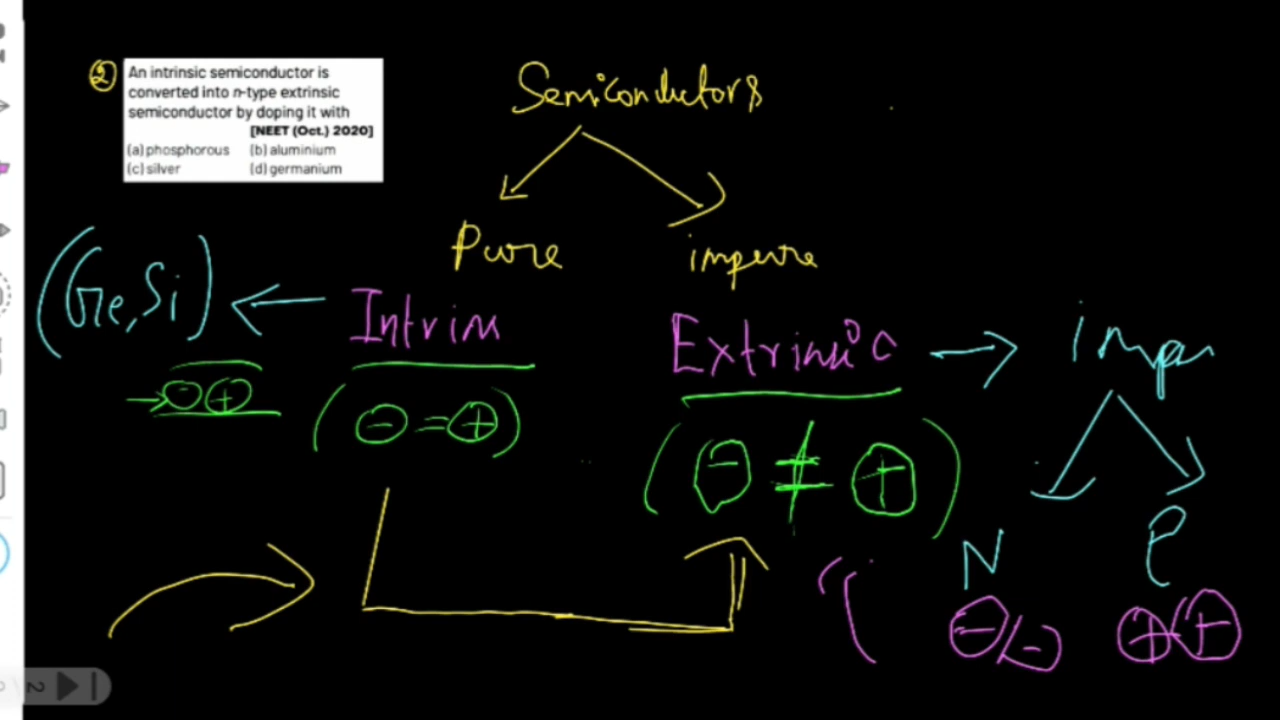 ②
An intrinsic semiconductor is
converted into n-type extrinsic
semiconductor by doping it with
[NEET (Oct.) 2020]
(a) phosphorous (b) aluminium
(c) silver (d) germanium
Semiconductors
Pure impure
(Ge, Si) ← Intrin
Extrinsic → impu
→ ⊖⊕ (⊖ = ⊕)
(⊖ ≠ ⊕)
N P
⊖/⊖ ⊕/⊕
2